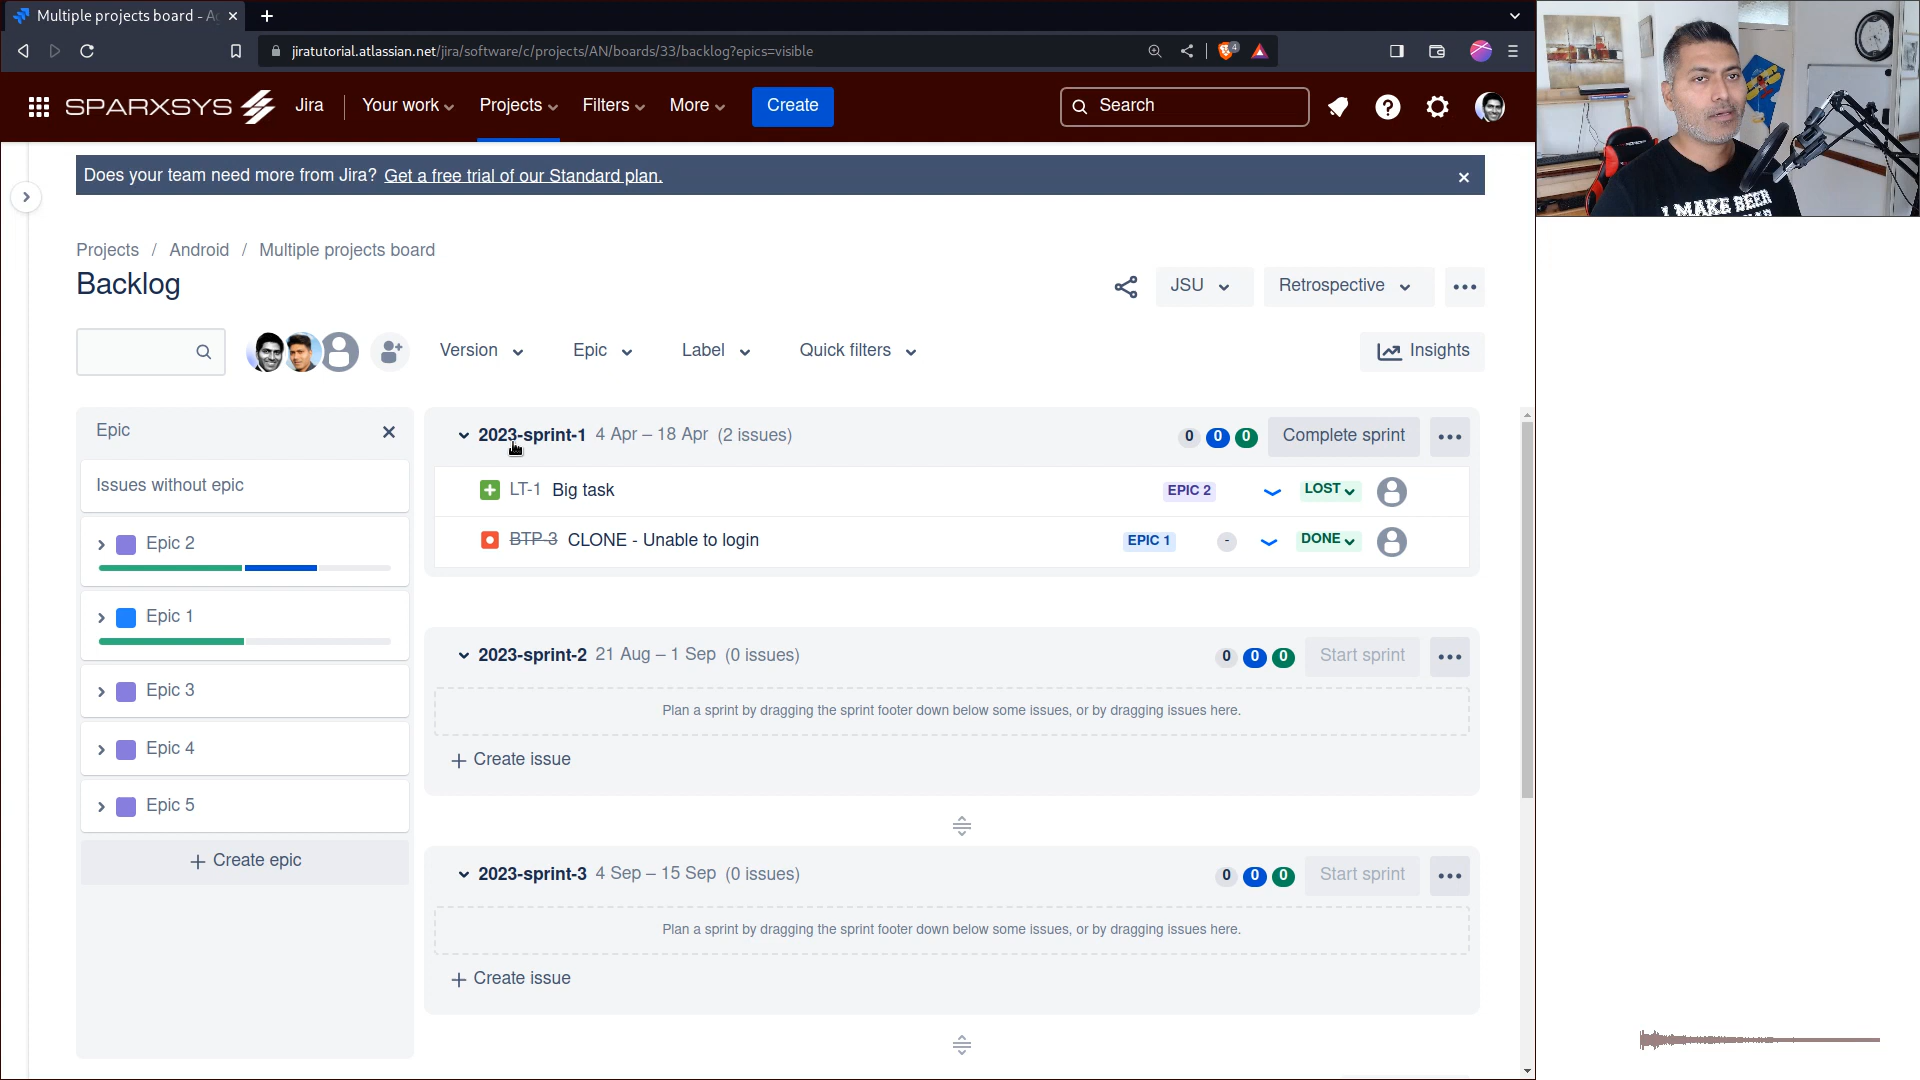 Multiple projects board - A
jiratutorial.atlassian.net/jira/software/c/projects/AN/boards/33/backlog?epics=visible
4
SPARXSYS
Jira
Your work
Projects
Filters
More
Create
Search
I MAKE BEER
Does your team need more from Jira? Get a free trial of our Standard plan.
Projects / Android / Multiple projects board
Backlog
JSU
Retrospective
Version
Epic
Label
Quick filters
Insights
Epic
Issues without epic
Epic 2
Epic 1
Epic 3
Epic 4
Epic 5
+ Create epic
2023-sprint-1 4 Apr – 18 Apr (2 issues)
0 0 0
Complete sprint
LT-1 Big task
EPIC 2
LOST
BTP-3 CLONE - Unable to login
EPIC 1
-
DONE
2023-sprint-2 21 Aug – 1 Sep (0 issues)
0 0 0
Start sprint
Plan a sprint by dragging the sprint footer down below some issues, or by dragging issues here.
+ Create issue
2023-sprint-3 4 Sep – 15 Sep (0 issues)
0 0 0
Start sprint
Plan a sprint by dragging the sprint footer down below some issues, or by dragging issues here.
+ Create issue